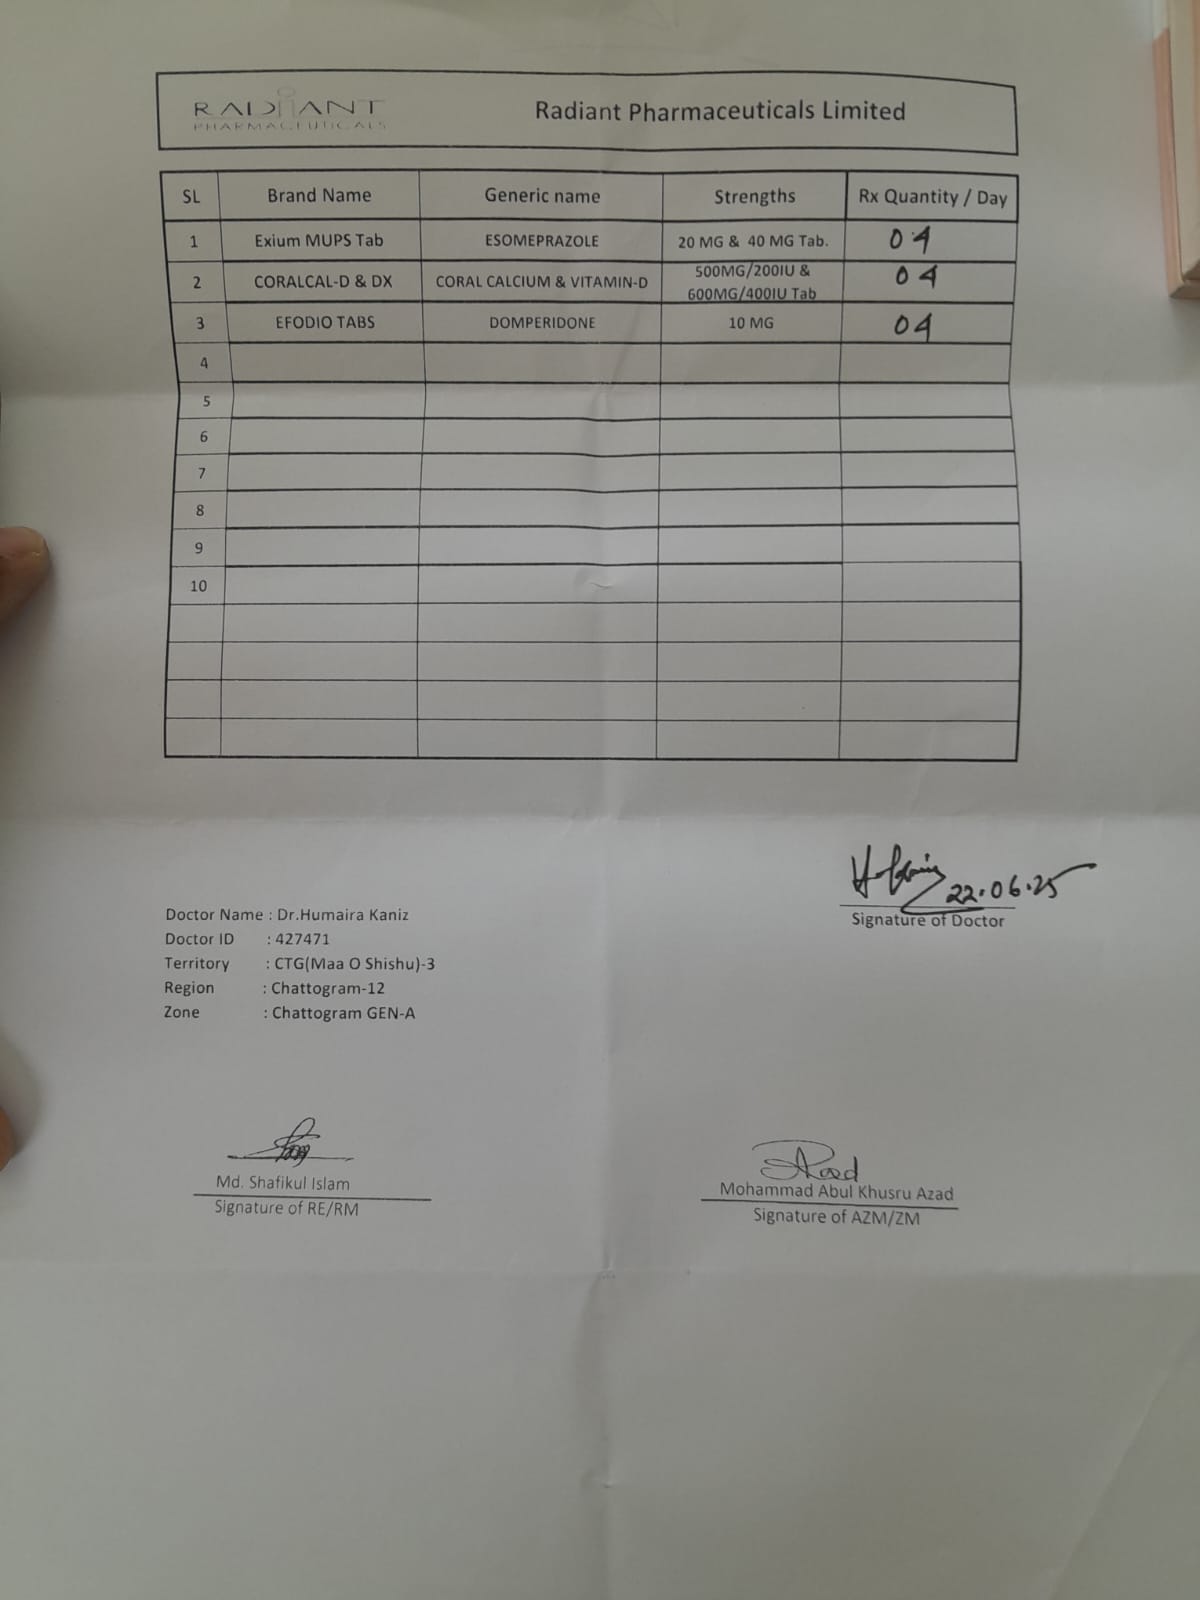 RADIANT
PHARMACEUTICALS
Radiant Pharmaceuticals Limited
SL Brand Name Generic name Strengths Rx Quantity / Day
1 Exium MUPS Tab ESOMEPRAZOLE 20 MG & 40 MG Tab. 04
2 CORALCAL-D & DX CORAL CALCIUM & VITAMIN-D 500MG/200IU & 600MG/400IU Tab 04
3 EFODIO TABS DOMPERIDONE 10 MG 04
4
5
6
7
8
9
10
22.06.25
Signature of Doctor
Doctor Name : Dr.Humaira Kaniz
Doctor ID : 427471
Territory : CTG(Maa O Shishu)-3
Region : Chattogram-12
Zone : Chattogram GEN-A
Md. Shafikul Islam
Signature of RE/RM
Azad
Mohammad Abul Khusru Azad
Signature of AZM/ZM